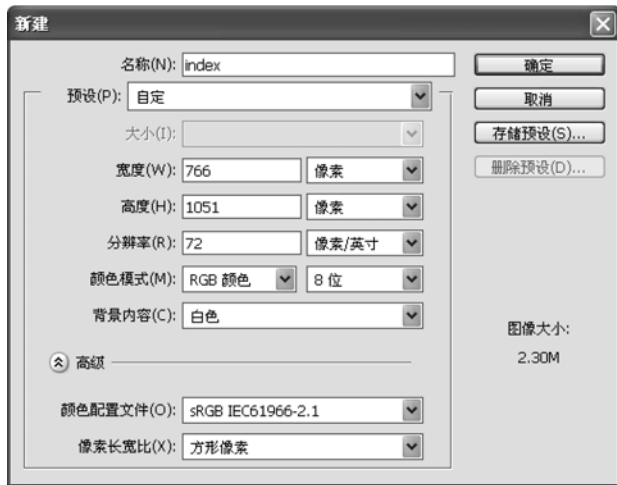 新建
名称(N): index
确定
预设(P): 自定
取消
大小(I):
存储预设(S)...
宽度(W): 766 像素
删除预设(D)...
高度(H): 1051 像素
分辨率(R): 72 像素/英寸
颜色模式(M): RGB 颜色 8 位
背景内容(C): 白色
图像大小:
2.30M
高级
颜色配置文件(O): sRGB IEC61966-2.1
像素长宽比(X): 方形像素